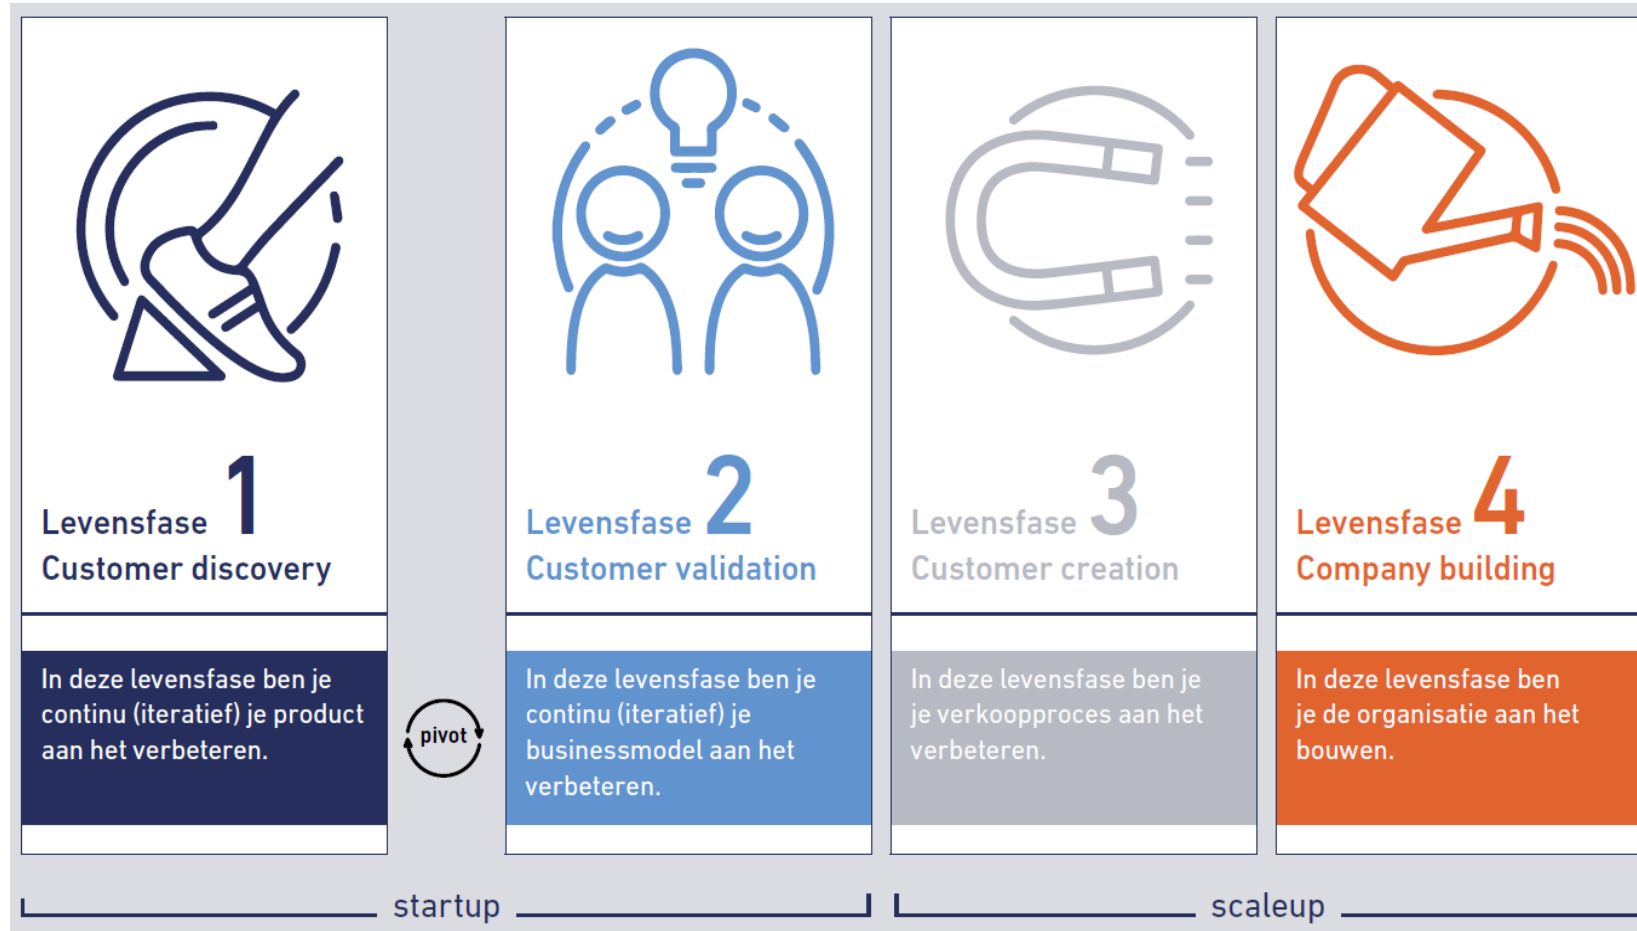 Levensfase 1
Customer discovery
In deze levensfase ben je
continu (iteratief) je product
aan het verbeteren.
pivot
Levensfase 2
Customer validation
In deze levensfase ben je
continu (iteratief) je
businessmodel aan het
verbeteren.
Levensfase 3
Customer creation
In deze levensfase ben je
je verkoopproces aan het
verbeteren.
Levensfase 4
Company building
In deze levensfase ben
je de organisatie aan het
bouwen.
startup
scaleup